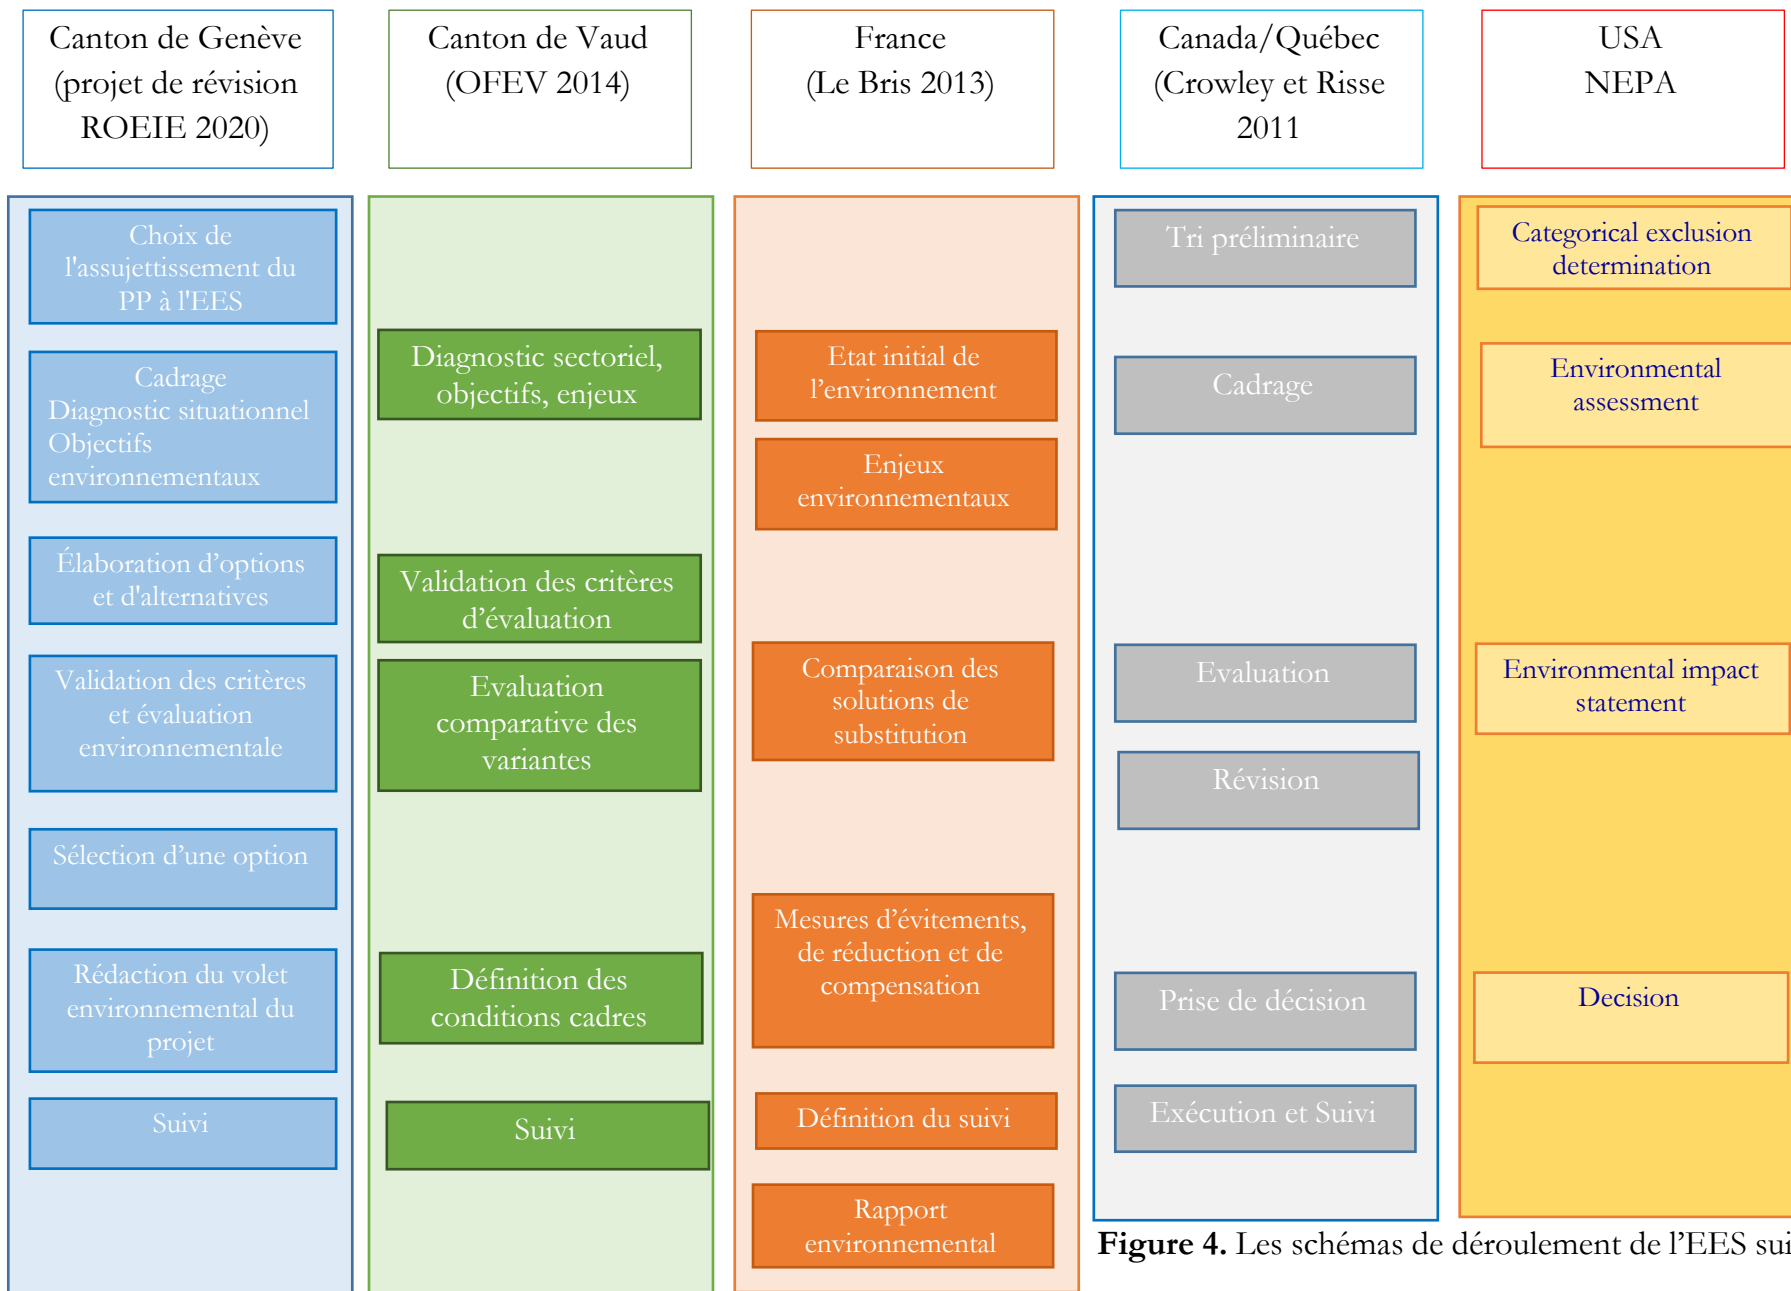 Canton de Genève
(projet de révision
ROEIE 2020)
Canton de Vaud
(OFEV 2014)
France
(Le Bris 2013)
Canada/Québec
(Crowley et Risse
2011
USA
NEPA
Choix de
l'assujettissement du
PP à l'EES
Cadrage
Diagnostic situationnel
Objectifs
environnementaux
Élaboration d’options
et d'alternatives
Validation des critères
et évaluation
environnementale
Sélection d’une option
Rédaction du volet
environnemental du
projet
Suivi
Diagnostic sectoriel,
objectifs, enjeux
Validation des critères
d’évaluation
Evaluation
comparative des
variantes
Définition des
conditions cadres
Suivi
Etat initial de
l’environnement
Enjeux
environnementaux
Comparaison des
solutions de
substitution
Mesures d’évitements,
de réduction et de
compensation
Définition du suivi
Rapport
environnemental
Tri préliminaire
Cadrage
Evaluation
Révision
Prise de décision
Exécution et Suivi
Categorical exclusion
determination
Environmental
assessment
Environmental impact
statement
Decision
Figure 4. Les schémas de déroulement de l’EES sui